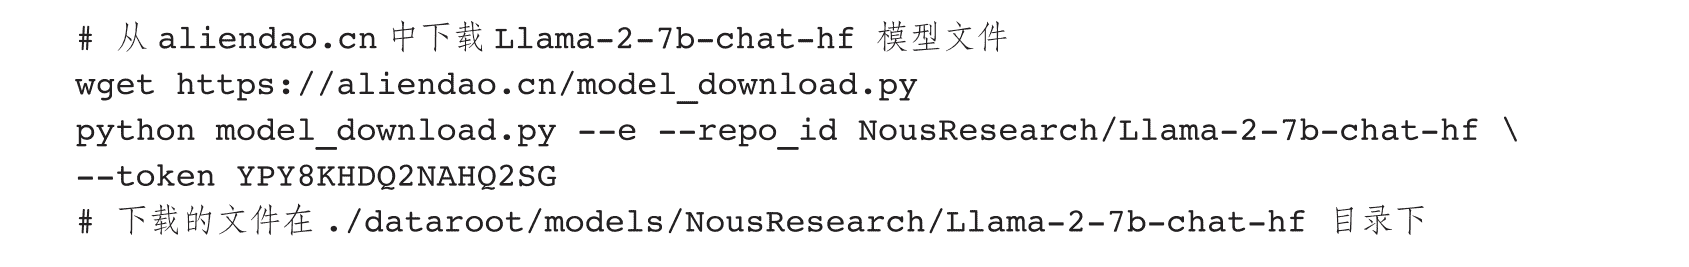 # 从 aliendao.cn 中下载 Llama-2-7b-chat-hf 模型文件
wget https://aliendao.cn/model_download.py
python model_download.py --e --repo_id NousResearch/Llama-2-7b-chat-hf \
--token YPY8KHDQ2NAHQ2SG
# 下载的文件在 ./dataroot/models/NousResearch/Llama-2-7b-chat-hf 目录下